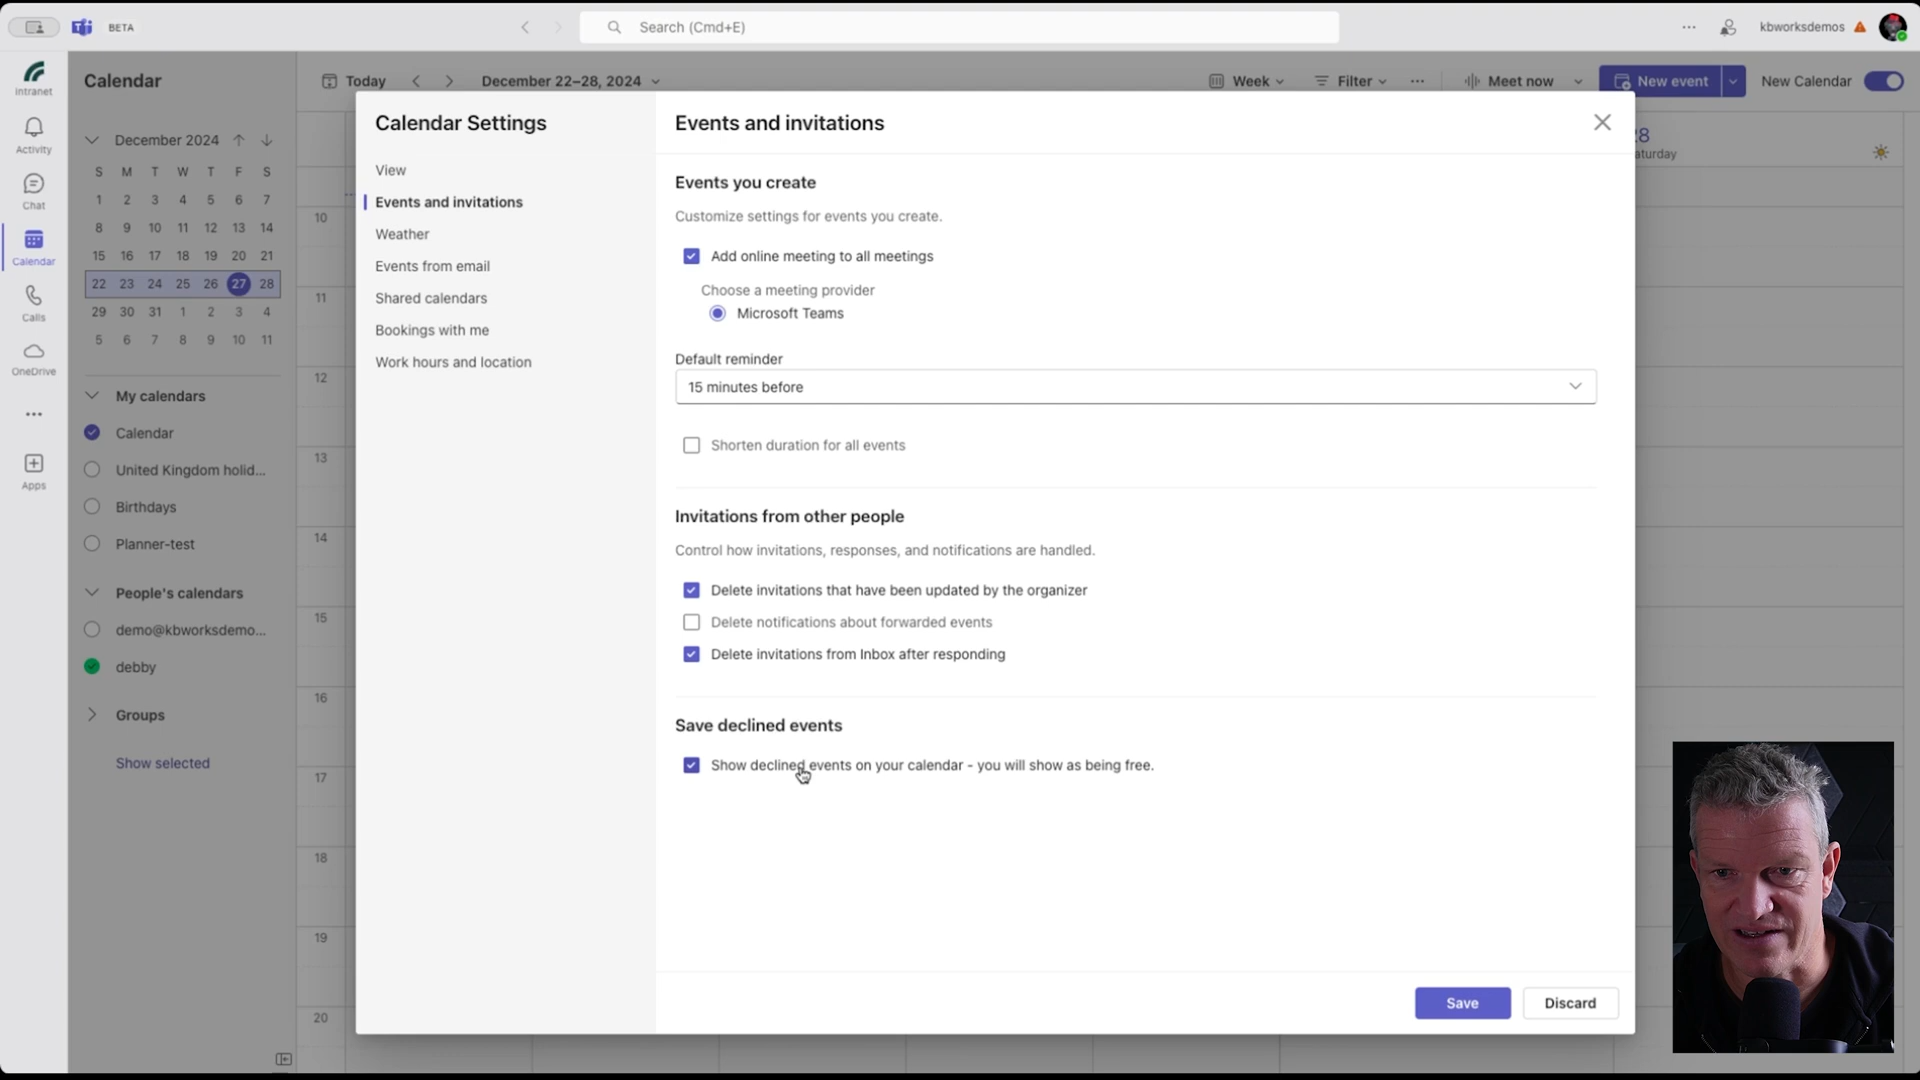 BETA
Search (Cmd+E)
kbworksdemos
intranet
Activity
Chat
Calendar
Calls
OneDrive
Apps
Calendar
Today
December 22–28, 2024
Week
Filter
Meet now
New event
New Calendar
December 2024
S M T W T F S
1 2 3 4 5 6 7
8 9 10 11 12 13 14
15 16 17 18 19 20 21
22 23 24 25 26 27 28
29 30 31 1 2 3 4
5 6 7 8 9 10 11
My calendars
Calendar
United Kingdom holid...
Birthdays
Planner-test
People's calendars
demo@kbworksdemo...
debby
Groups
Show selected
10
11
12
13
14
15
16
17
18
19
20
Calendar Settings
View
Events and invitations
Weather
Events from email
Shared calendars
Bookings with me
Work hours and location
Events and invitations
Events you create
Customize settings for events you create.
Add online meeting to all meetings
Choose a meeting provider
Microsoft Teams
Default reminder
15 minutes before
Shorten duration for all events
Invitations from other people
Control how invitations, responses, and notifications are handled.
Delete invitations that have been updated by the organizer
Delete notifications about forwarded events
Delete invitations from Inbox after responding
Save declined events
Show declined events on your calendar - you will show as being free.
Save
Discard
8
aturday